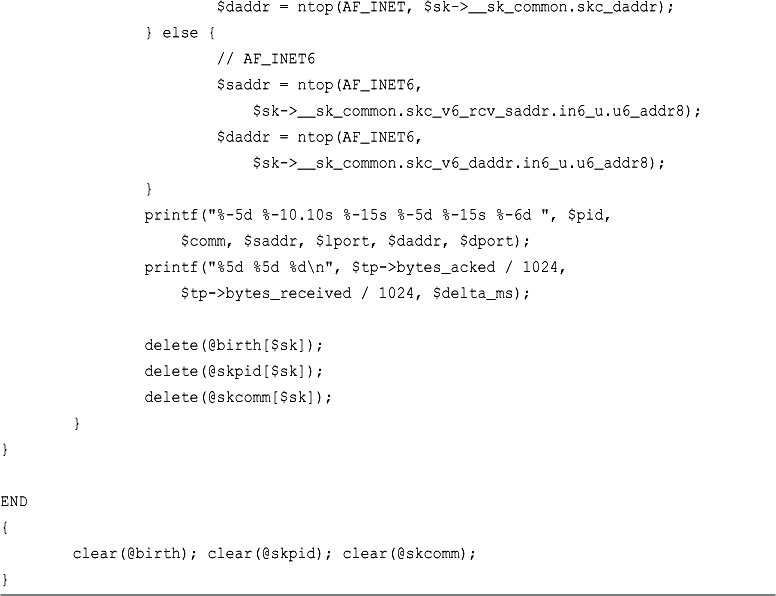 $daddr = ntop(AF_INET, $sk->__sk_common.skc_daddr);
} else {
// AF_INET6
$saddr = ntop(AF_INET6,
$sk->__sk_common.skc_v6_rcv_saddr.in6_u.u6_addr8);
$daddr = ntop(AF_INET6,
$sk->__sk_common.skc_v6_daddr.in6_u.u6_addr8);
}
printf("%-5d %-10.10s %-15s %-5d %-15s %-6d ", $pid,
$comm, $saddr, $lport, $daddr, $dport);
printf("%5d %5d %d\n", $tp->bytes_acked / 1024,
$tp->bytes_received / 1024, $delta_ms);
delete(@birth[$sk]);
delete(@skpid[$sk]);
delete(@skcomm[$sk]);
}
}
END
{
clear(@birth); clear(@skpid); clear(@skcomm);
}